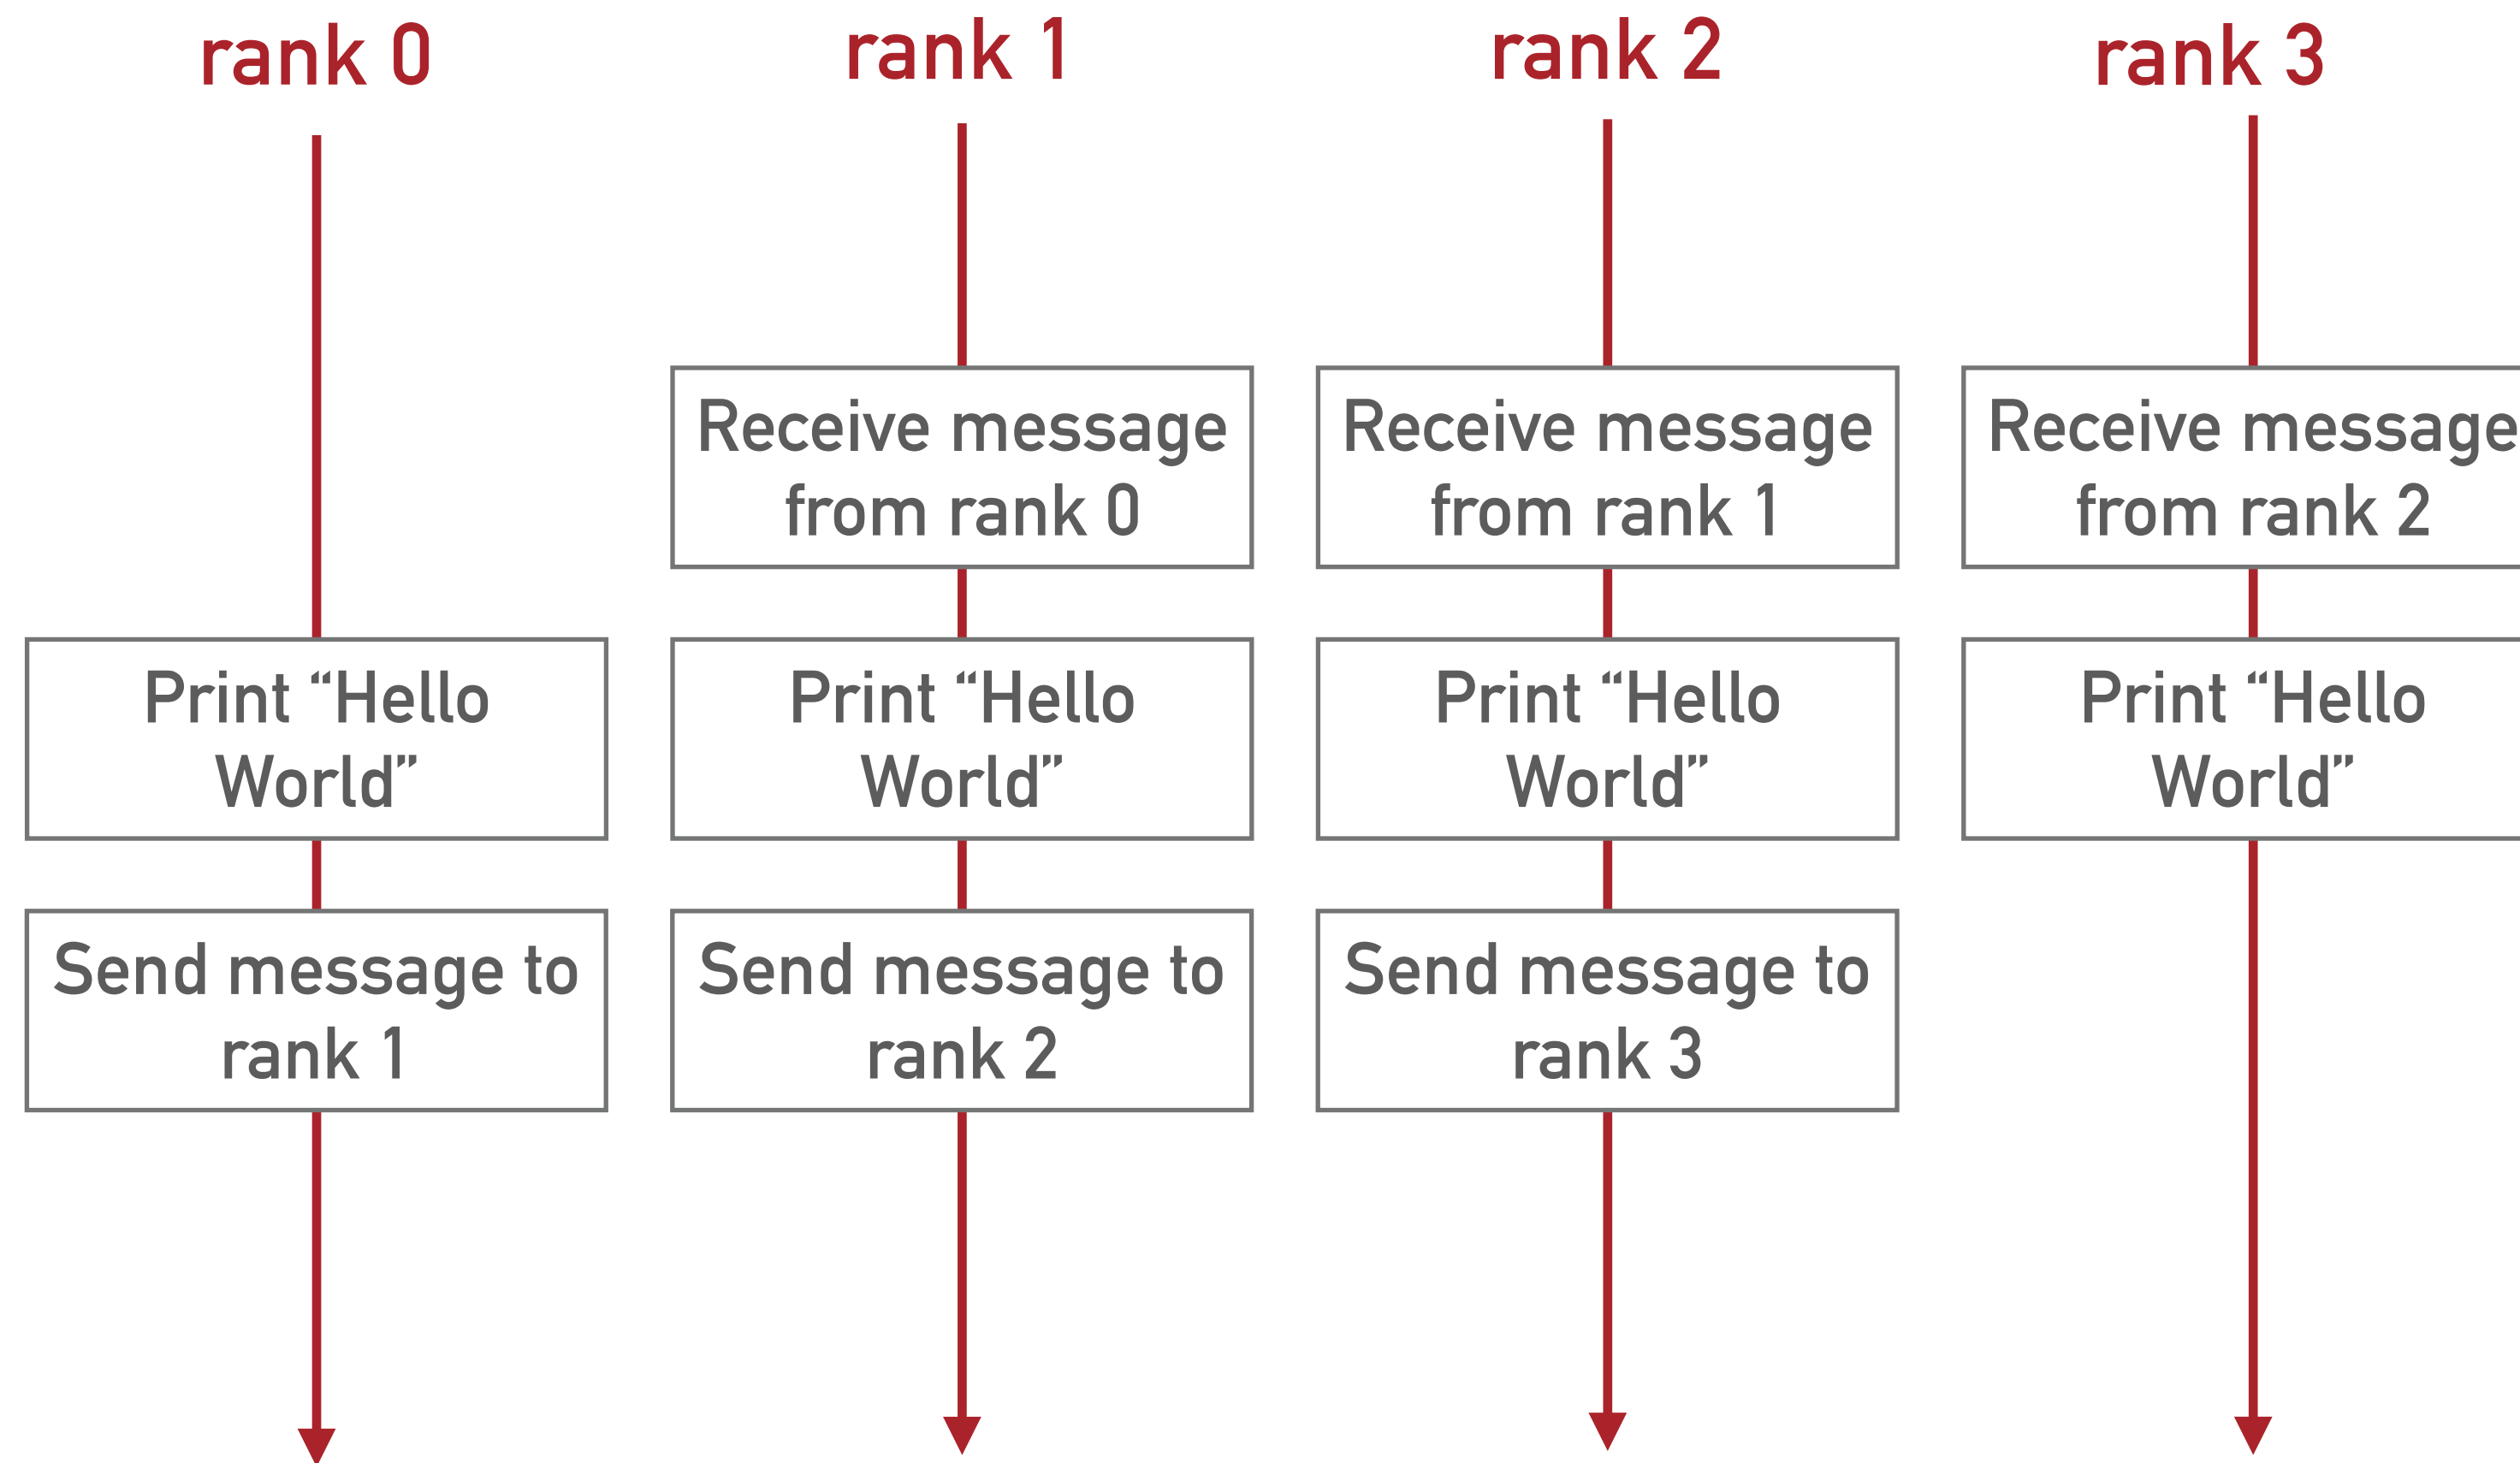 rank 0
rank 1
rank 2
rank 3
Receive message
from rank 0
Receive message
from rank 1
Receive message
from rank 2
Print “Hello
World”
Print “Hello
World”
Print “Hello
World”
Print “Hello
World”
Send message to
rank 1
Send message to
rank 2
Send message to
rank 3